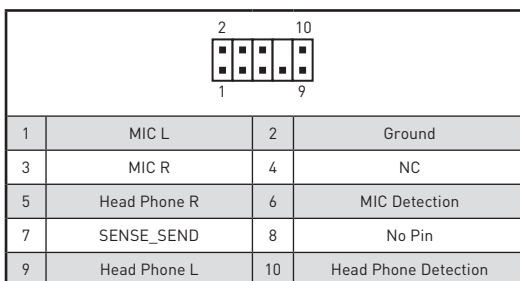 2 10
1 9
1 MIC L 2 Ground
3 MIC R 4 NC
5 Head Phone R 6 MIC Detection
7 SENSE_SEND 8 No Pin
9 Head Phone L 10 Head Phone Detection